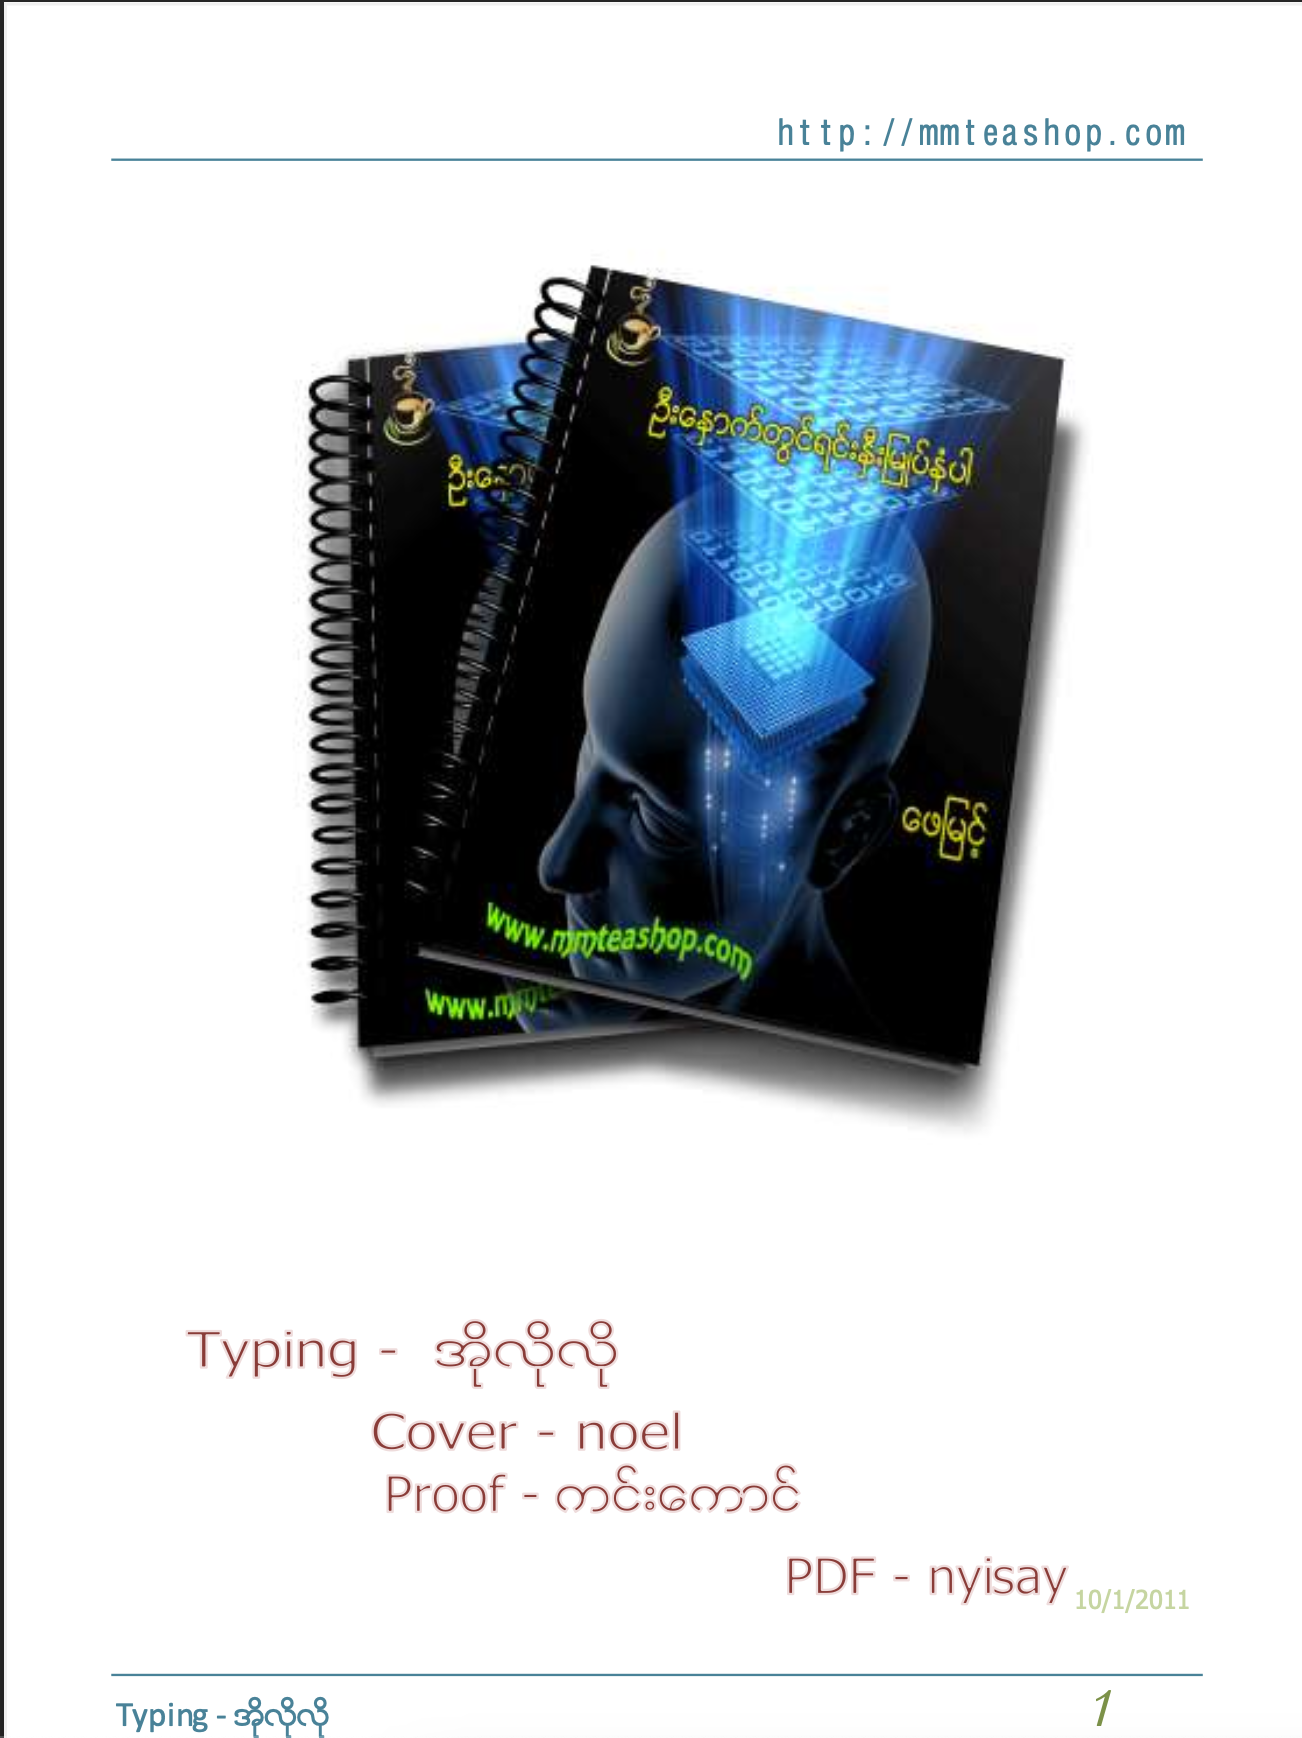 http://mmteashop.com
ဦးနှောက်တွင်ရင်းနှီးမြှုပ်နှံပါ
ဦးနှော
ဖေမြင့်
www.mmteashop.com
www.mmte
Typing - အိုလိုလို
Cover - noel
Proof - ကင်းကောင်
PDF - nyisay 10/1/2011
Typing - အိုလိုလို 1